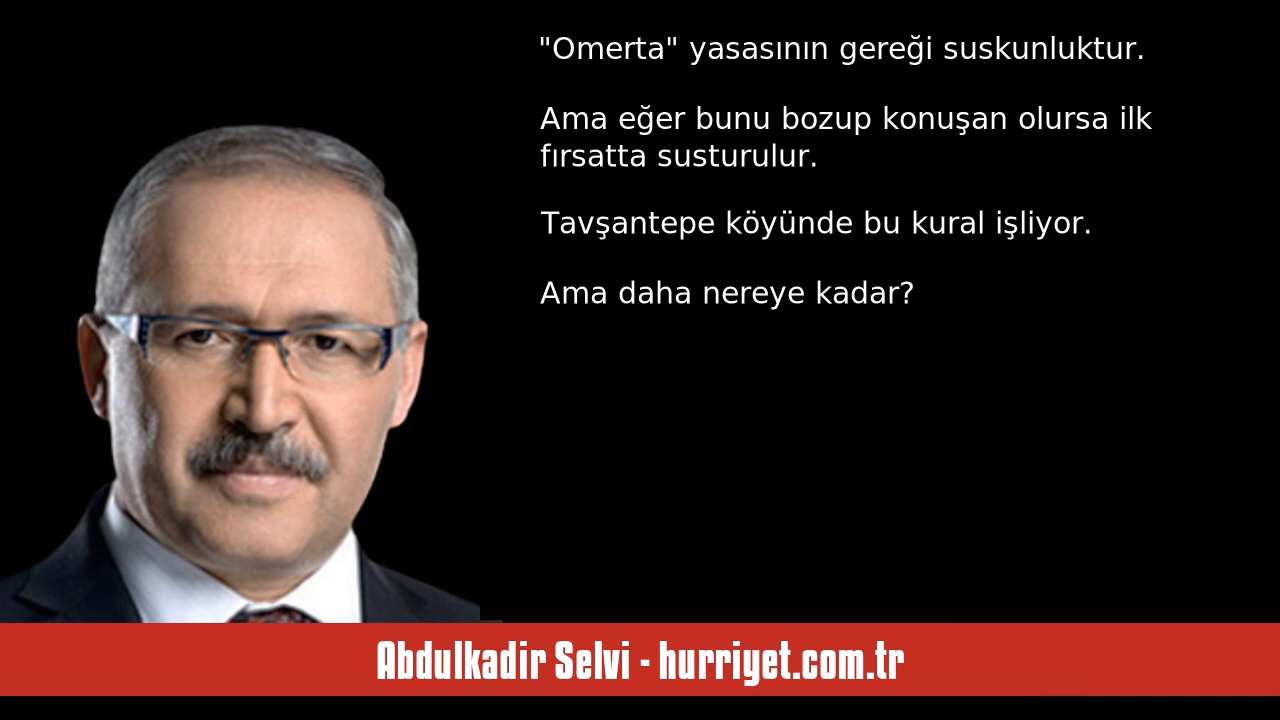 "Omerta" yasasının gereği suskunluktur.
Ama eğer bunu bozup konuşan olursa ilk
fırsatta susturulur.
Tavşantepe köyünde bu kural işliyor.
Ama daha nereye kadar?
Abdulkadir Selvi - hurriyet.com.tr